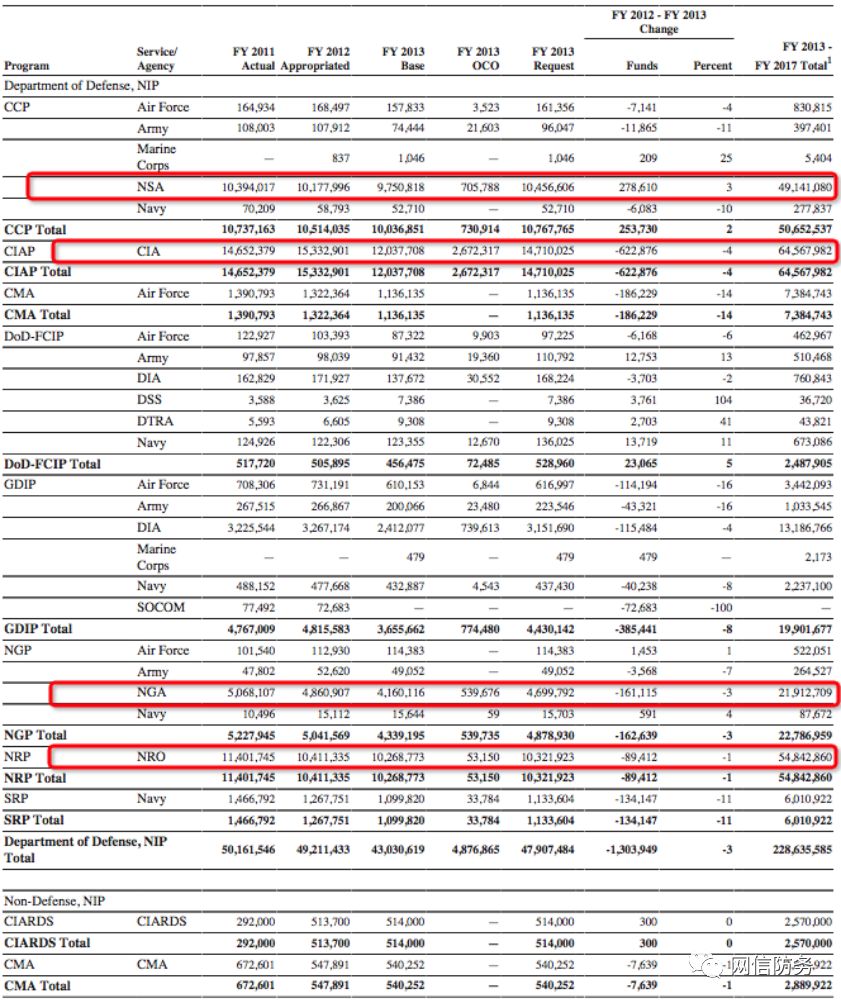 FY 2012 - FY 2013
Change
Service/ FY 2011 FY 2012 FY 2013 FY 2013 FY 2013 FY 2013 -
Program Agency Actual Appropriated Base OCO Request Funds Percent FY 2017 Total1
Department of Defense, NIP
CCP Air Force 164,934 168,497 157,833 3,523 161,356 -7,141 -4 830,815
Army 108,003 107,912 74,444 21,603 96,047 -11,865 -11 397,401
Marine Corps — 837 1,046 — 1,046 209 25 5,404
NSA 10,394,017 10,177,996 9,750,818 705,788 10,456,606 278,610 3 49,141,080
Navy 70,209 58,793 52,710 — 52,710 -6,083 -10 277,837
CCP Total 10,737,163 10,514,035 10,036,851 730,914 10,767,765 253,730 2 50,652,537
CIAP CIA 14,652,379 15,332,901 12,037,708 2,672,317 14,710,025 -622,876 -4 64,567,982
CIAP Total 14,652,379 15,332,901 12,037,708 2,672,317 14,710,025 -622,876 -4 64,567,982
CMA Air Force 1,390,793 1,322,364 1,136,135 — 1,136,135 -186,229 -14 7,384,743
CMA Total 1,390,793 1,322,364 1,136,135 — 1,136,135 -186,229 -14 7,384,743
DoD-FCIP Air Force 122,927 103,393 87,322 9,903 97,225 -6,168 -6 462,967
Army 97,857 98,039 91,432 19,360 110,792 12,753 13 510,468
DIA 162,829 171,927 137,672 30,552 168,224 -3,703 -2 760,843
DSS 3,588 3,625 7,386 — 7,386 3,761 104 36,720
DTRA 5,593 6,605 9,308 — 9,308 2,703 41 43,821
Navy 124,926 122,306 123,355 12,670 136,025 13,719 11 673,086
DoD-FCIP Total 517,720 505,895 456,475 72,485 528,960 23,065 5 2,487,905
GDIP Air Force 708,306 731,191 610,153 6,844 616,997 -114,194 -16 3,442,093
Army 267,515 266,867 200,066 23,480 223,546 -43,321 -16 1,033,545
DIA 3,225,544 3,267,174 2,412,077 739,613 3,151,690 -115,484 -4 13,186,766
Marine Corps — — 479 — 479 479 — 2,173
Navy 488,152 477,668 432,887 4,543 437,430 -40,238 -8 2,237,100
SOCOM 77,492 72,683 — — — -72,683 -100 —
GDIP Total 4,767,009 4,815,583 3,655,662 774,480 4,430,142 -385,441 -8 19,901,677
NGP Air Force 101,540 112,930 114,383 — 114,383 1,453 1 522,051
Army 47,802 52,620 49,052 — 49,052 -3,568 -7 264,527
NGA 5,068,107 4,860,907 4,160,116 539,676 4,699,792 -161,115 -3 21,912,709
Navy 10,496 15,112 15,644 59 15,703 591 4 87,672
NGP Total 5,227,945 5,041,569 4,339,195 539,735 4,878,930 -162,639 -3 22,786,959
NRP NRO 11,401,745 10,411,335 10,268,773 53,150 10,321,923 -89,412 -1 54,842,860
NRP Total 11,401,745 10,411,335 10,268,773 53,150 10,321,923 -89,412 -1 54,842,860
SRP Navy 1,466,792 1,267,751 1,099,820 33,784 1,133,604 -134,147 -11 6,010,922
SRP Total 1,466,792 1,267,751 1,099,820 33,784 1,133,604 -134,147 -11 6,010,922
Department of Defense, NIP Total 50,161,546 49,211,433 43,030,619 4,876,865 47,907,484 -1,303,949 -3 228,635,585
Non-Defense, NIP
CIARDS CIARDS 292,000 513,700 514,000 — 514,000 300 0 2,570,000
CIARDS Total 292,000 513,700 514,000 — 514,000 300 0 2,570,000
CMA CMA 672,601 547,891 540,252 — 540,252 -7,639 -1 ,922
网信防务
CMA Total 672,601 547,891 540,252 — 540,252 -7,639 -1 2,889,922